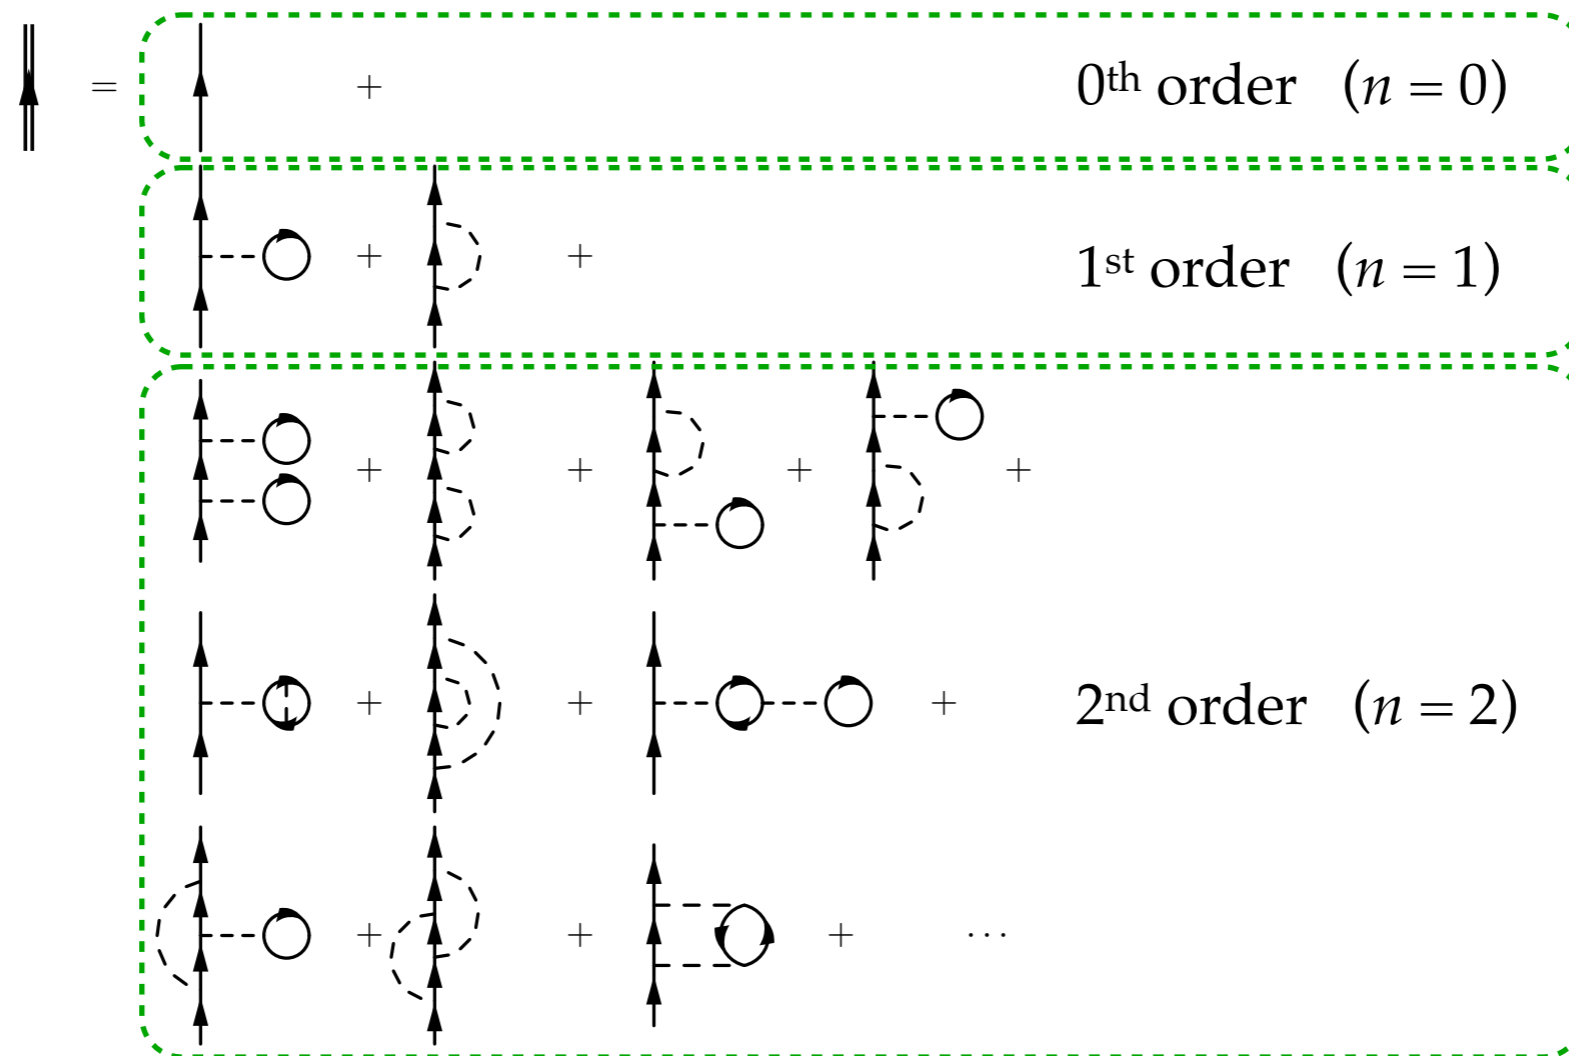 = + 0th order (n = 0)
+ + 1st order (n = 1)
+ + + +
+ + + 2nd order (n = 2)
+ + + ···